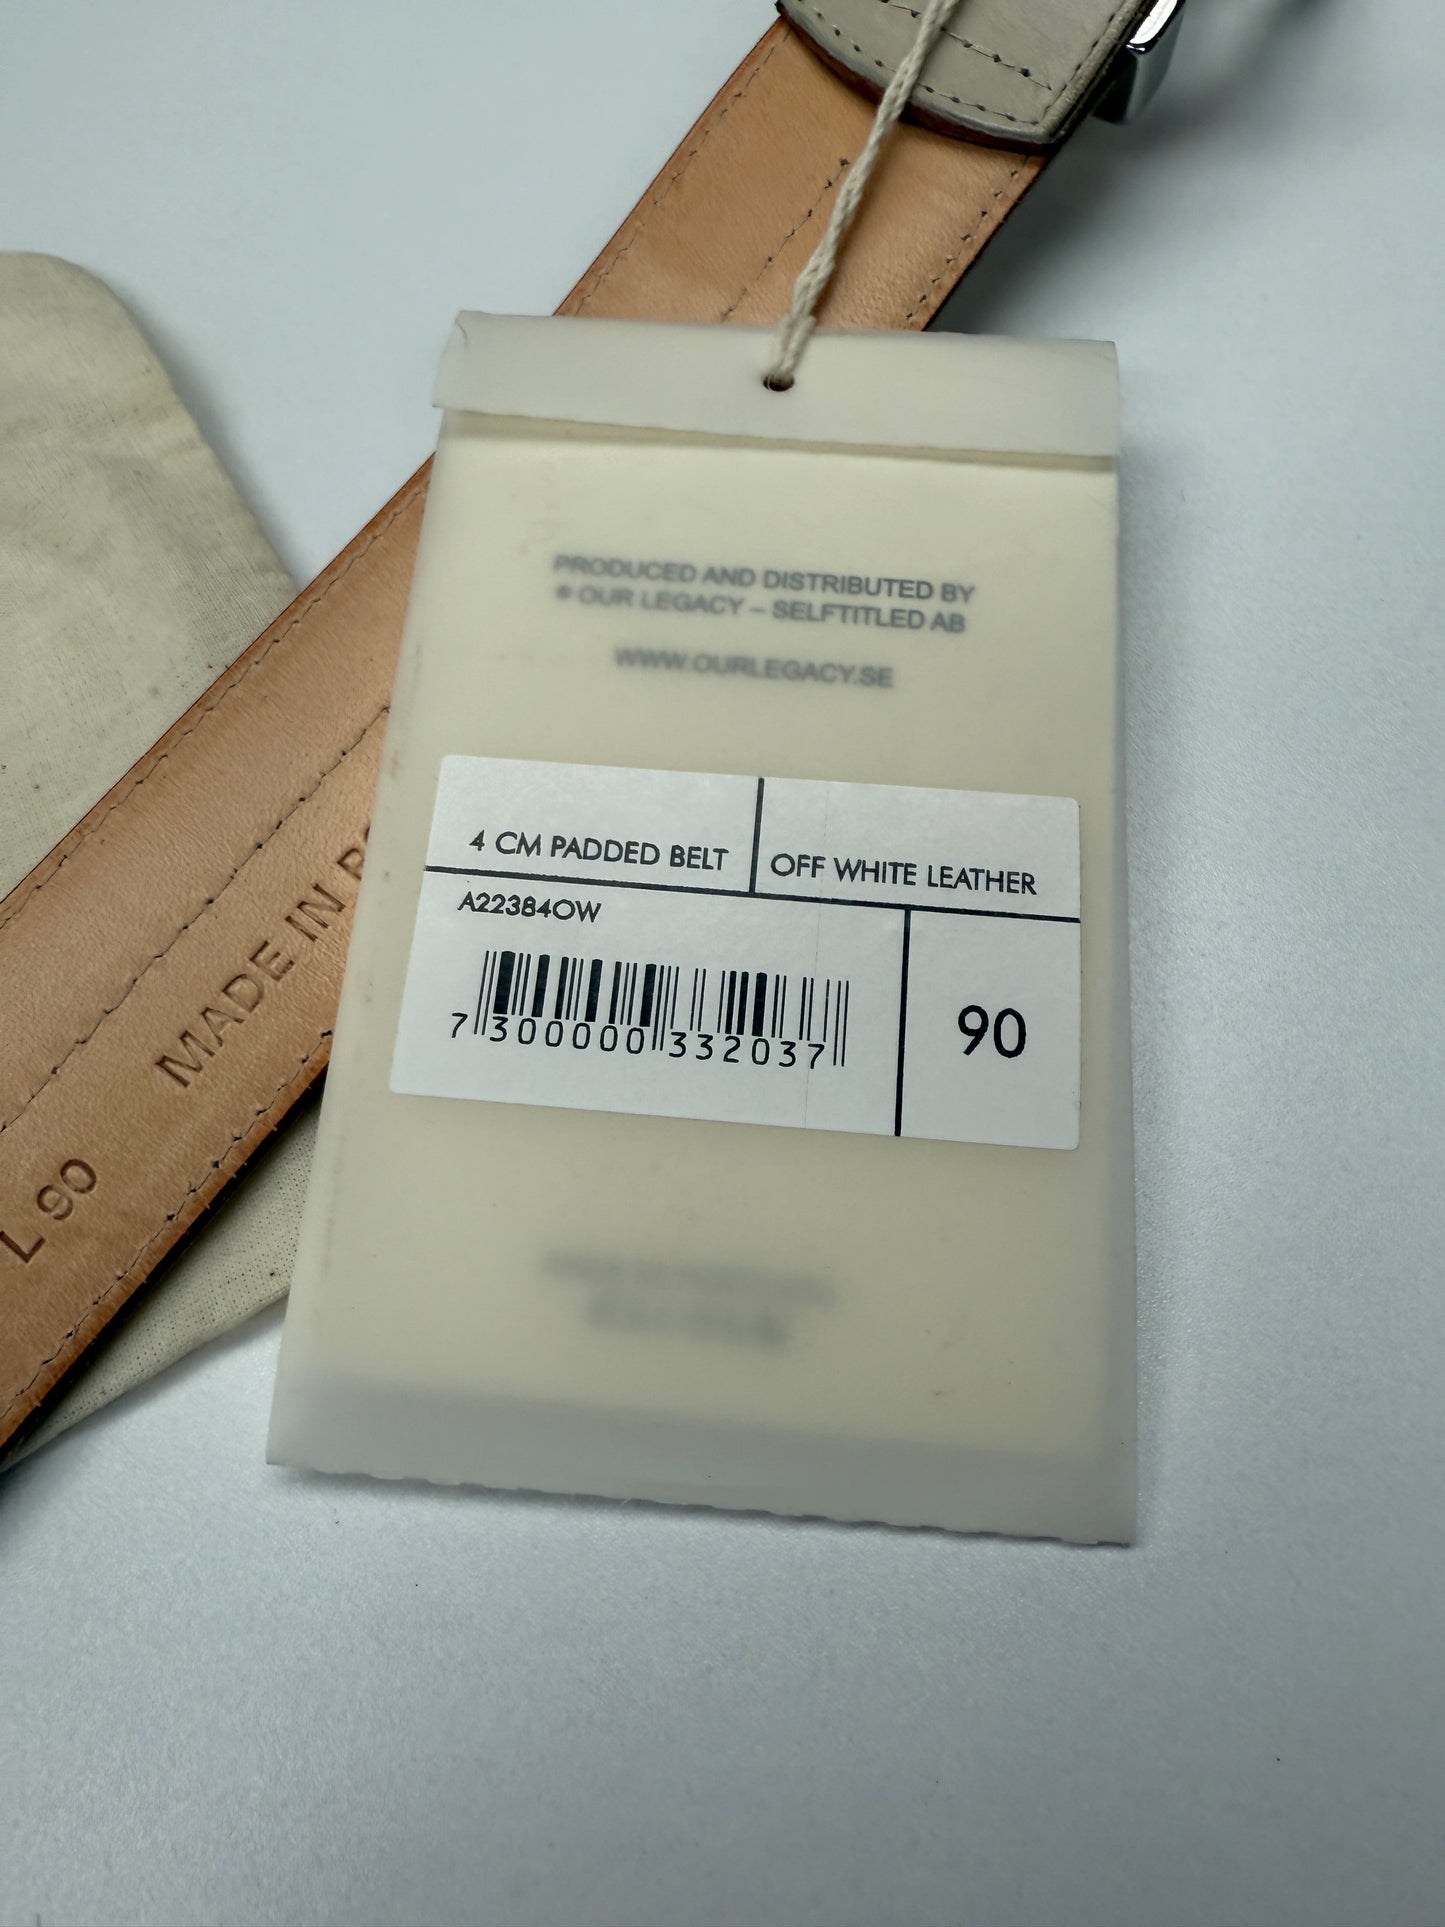 PRODUCED AND DISTRIBUTED BY
® OUR LEGACY – SELFTITLED AB
WWW.OURLEGACY.SE
4 CM PADDED BELT
OFF WHITE LEATHER
A22384OW
7 300000 332037
90
MADE IN
L 90